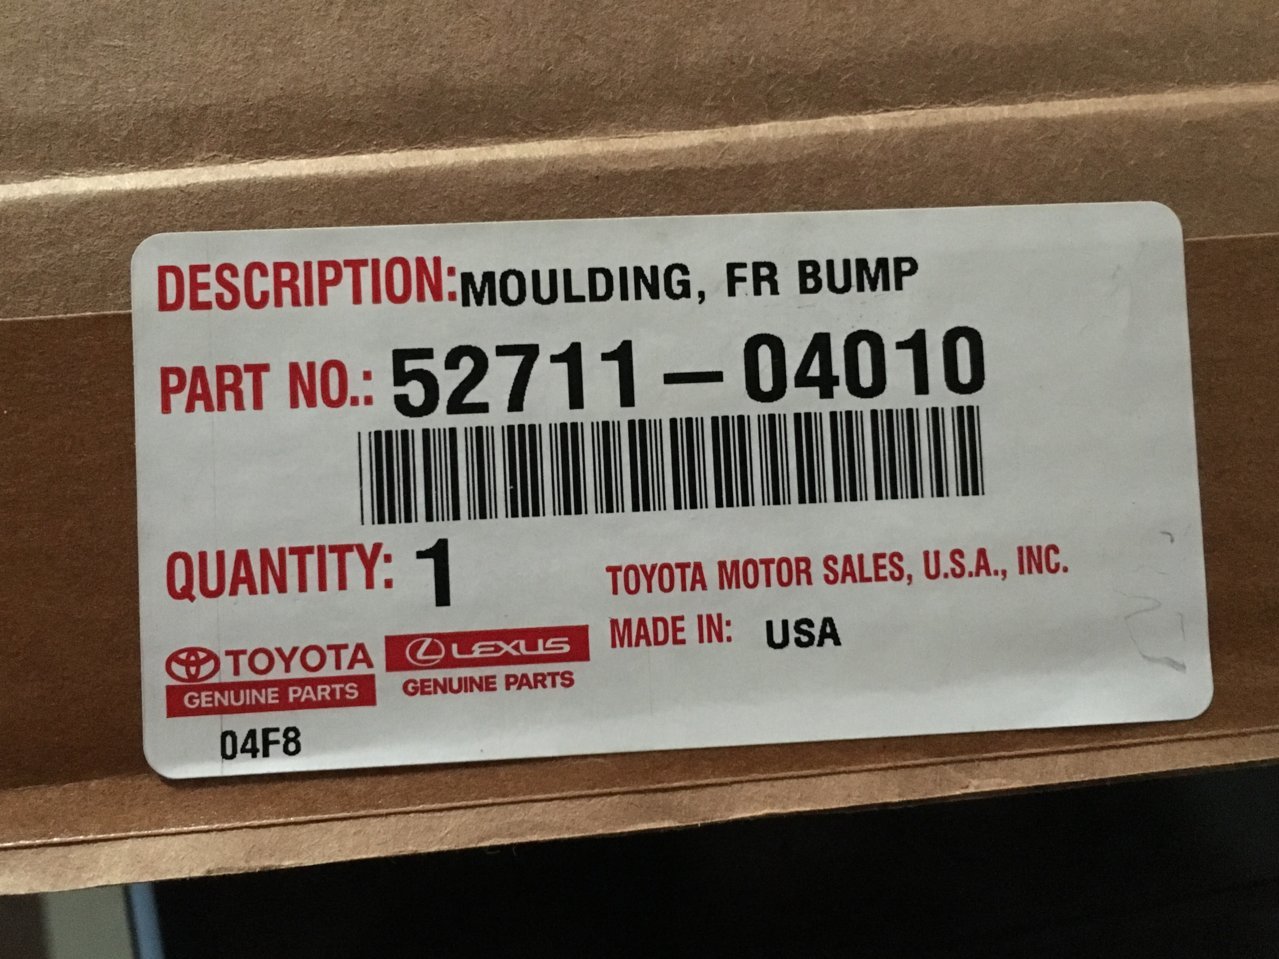 DESCRIPTION: MOULDING, FR BUMP
PART NO.: 52711-04010
QUANTITY: 1
TOYOTA MOTOR SALES, U.S.A., INC.
MADE IN: USA
TOYOTA
GENUINE PARTS
LEXUS
GENUINE PARTS
04F8